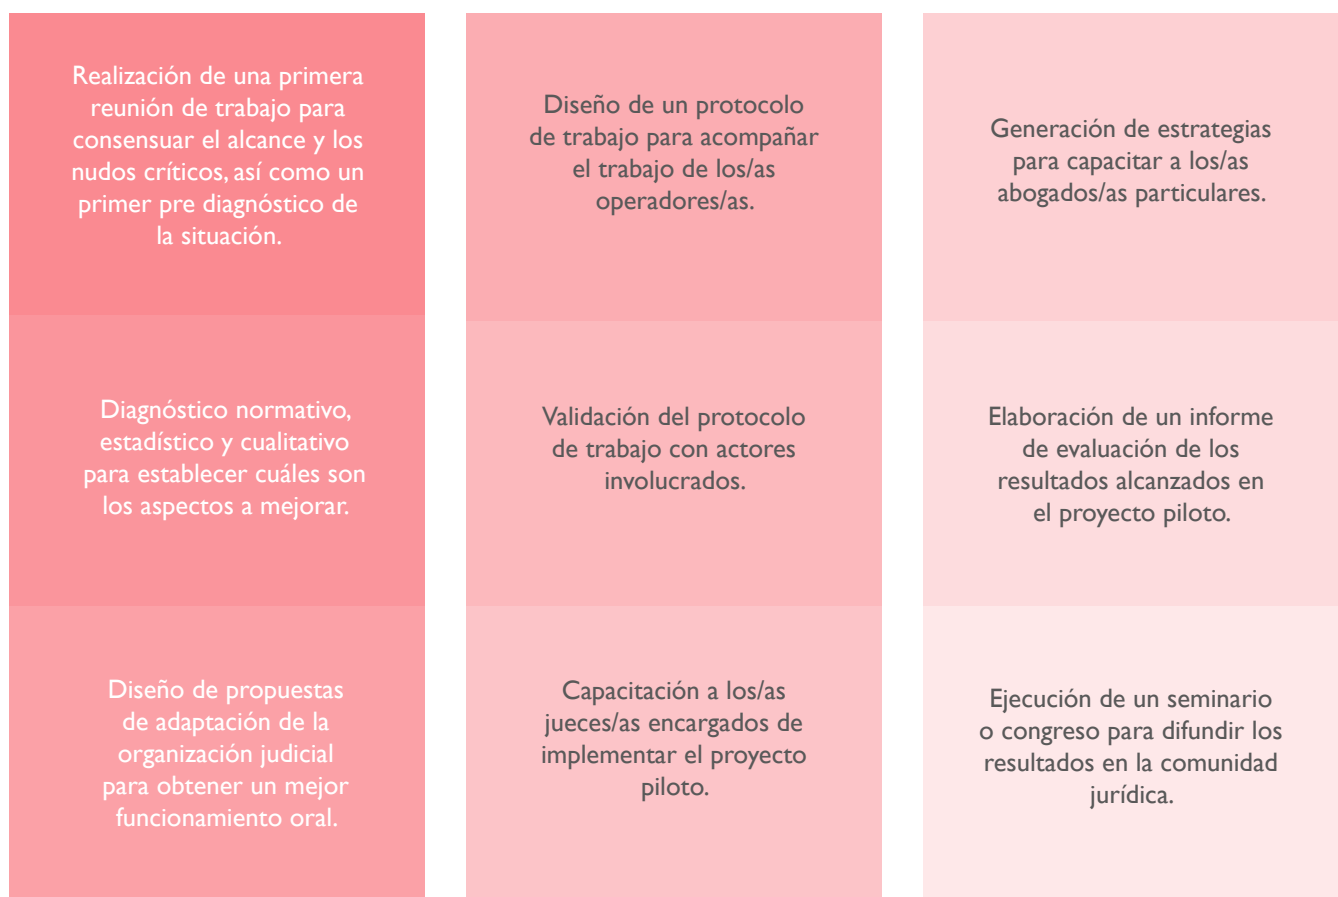 Realización de una primera
reunión de trabajo para
consensuar el alcance y los
nudos críticos, así como un
primer pre diagnóstico de
la situación.
Diagnóstico normativo,
estadístico y cualitativo
para establecer cuáles son
los aspectos a mejorar.
Diseño de propuestas
de adaptación de la
organización judicial
para obtener un mejor
funcionamiento oral.
Diseño de un protocolo
de trabajo para acompañar
el trabajo de los/as
operadores/as.
Validación del protocolo
de trabajo con actores
involucrados.
Capacitación a los/as
jueces/as encargados de
implementar el proyecto
piloto.
Generación de estrategias
para capacitar a los/as
abogados/as particulares.
Elaboración de un informe
de evaluación de los
resultados alcanzados en
el proyecto piloto.
Ejecución de un seminario
o congreso para difundir los
resultados en la comunidad
jurídica.